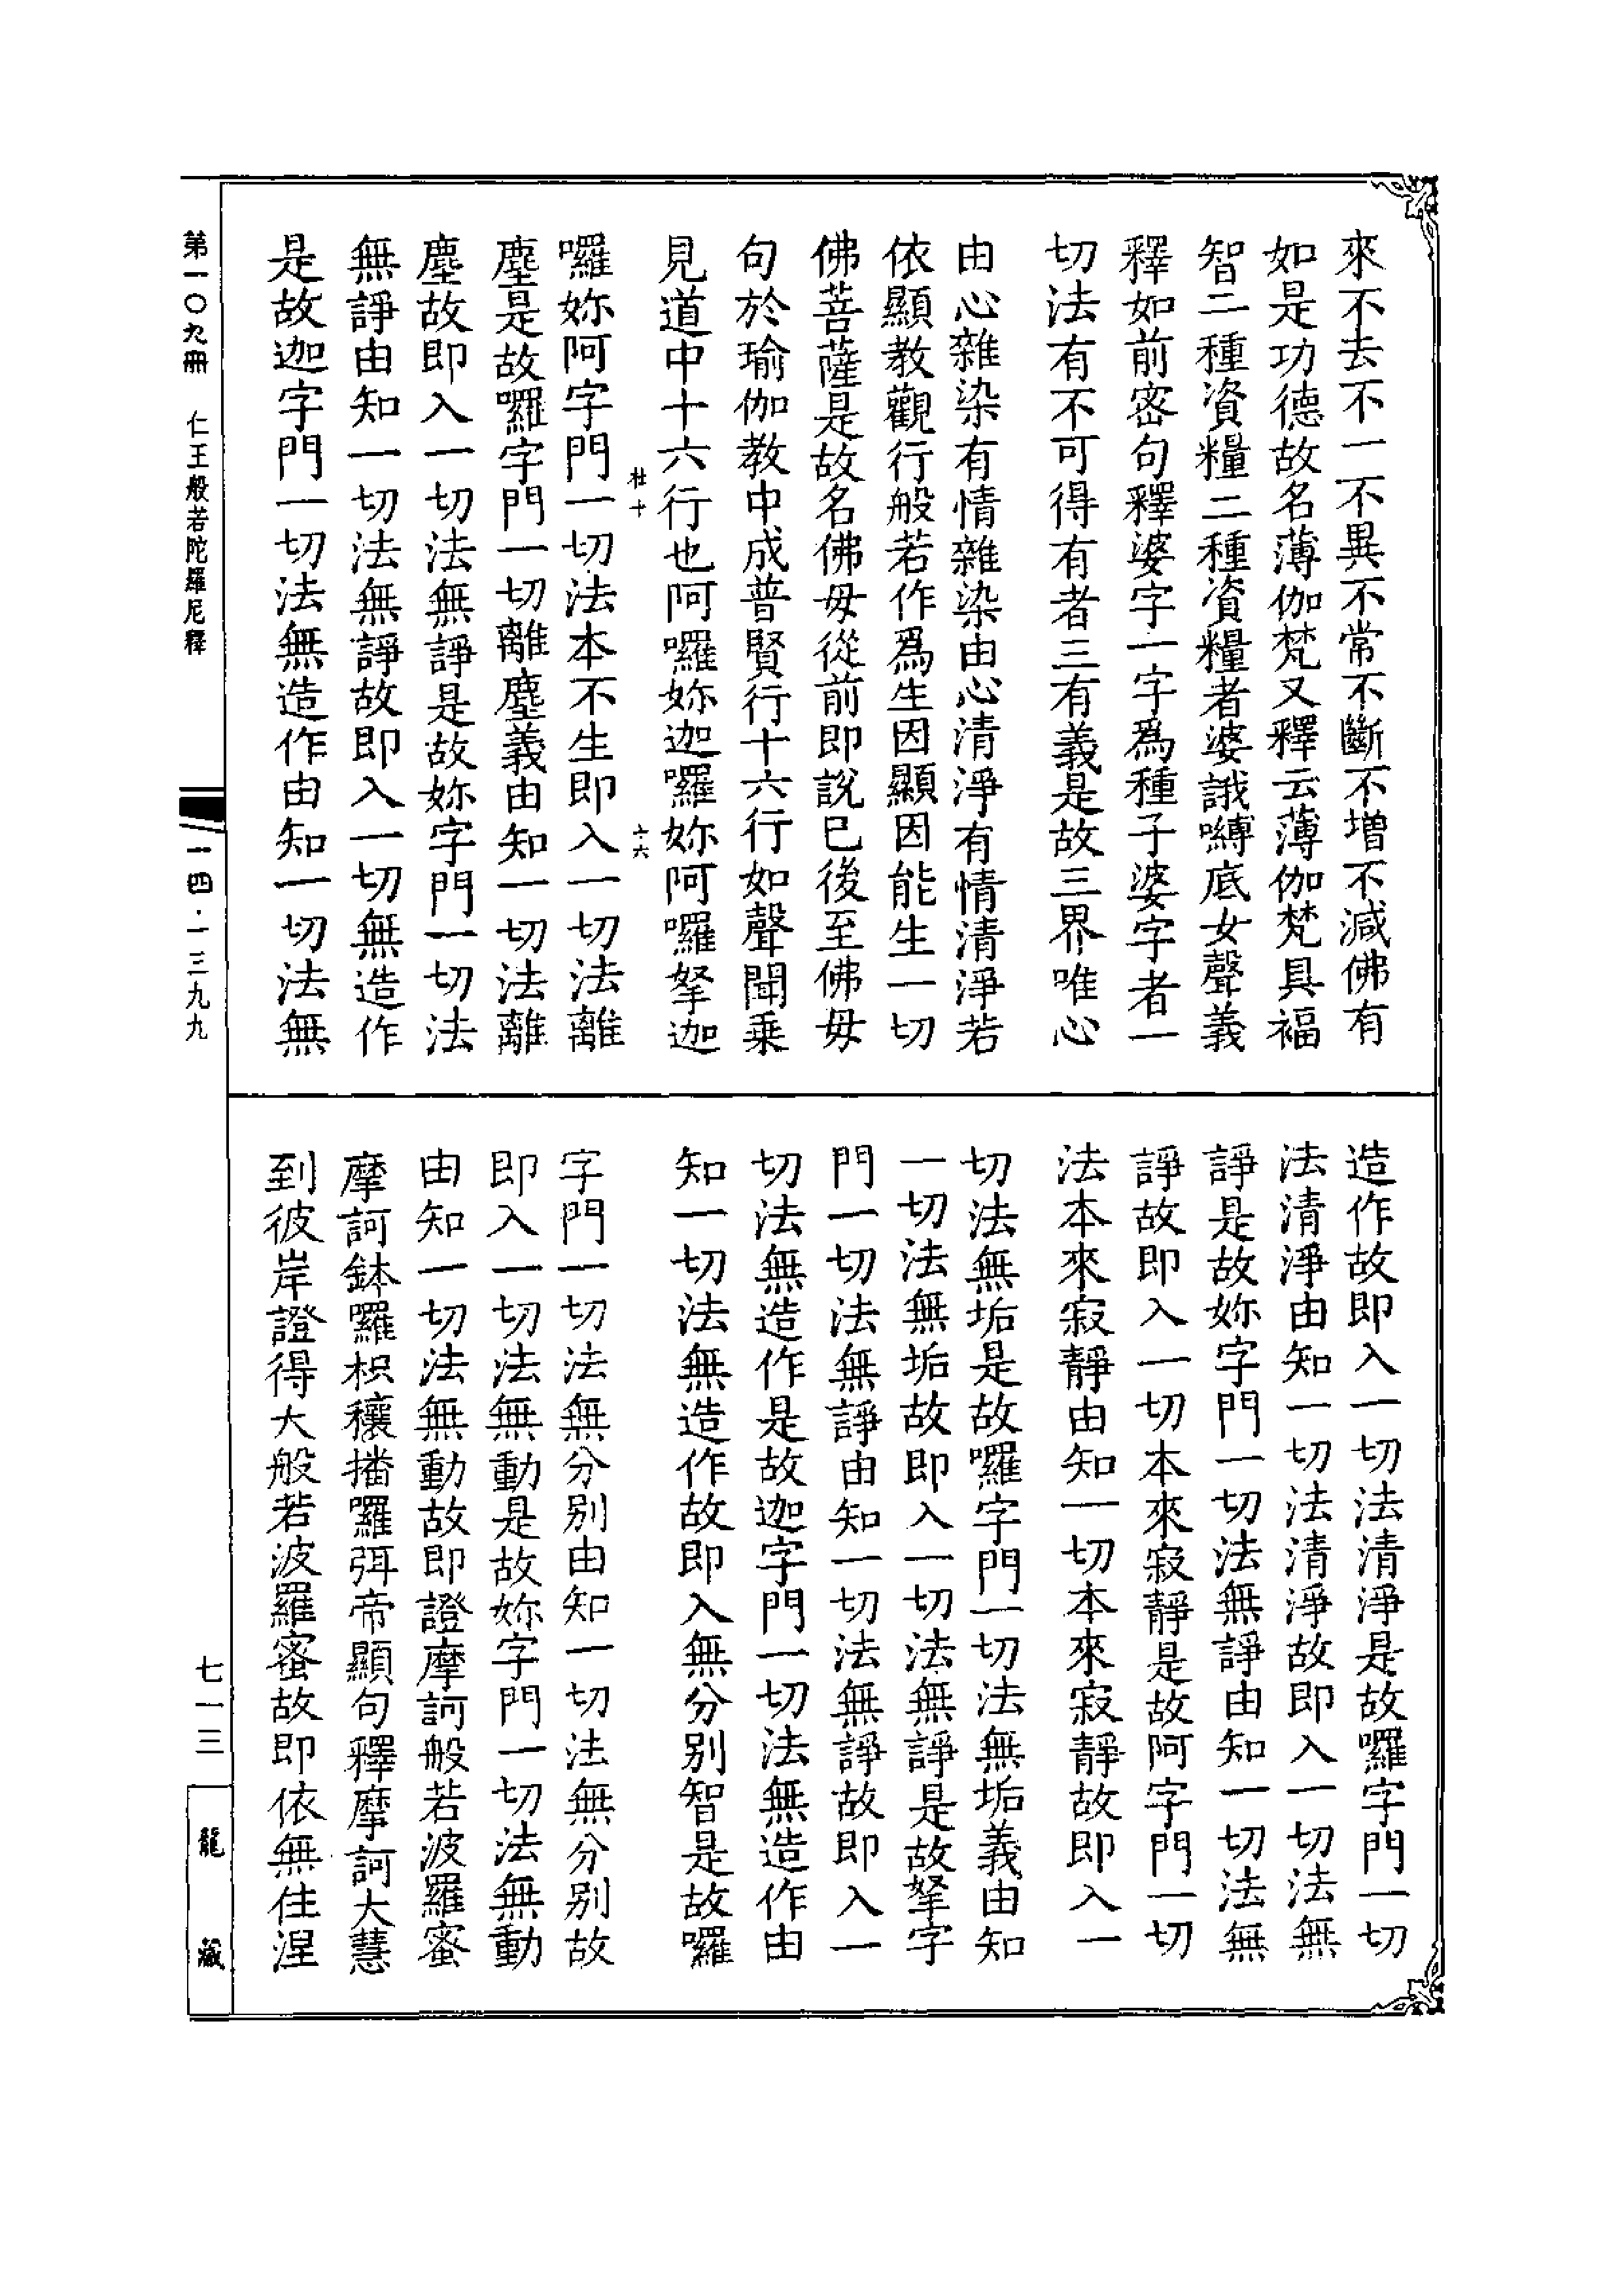 來不去不一不異不常不斷不增不減佛有
如是功德故名薄伽梵又釋云薄伽梵具福
智二種資糧二種資糧者婆誐嚩底女聲義
釋如前密句釋婆字一字爲種子婆字者一
切法有不可得有者三有義是故三界唯心
由心雜染有情雜染由心清淨有情清淨若
依顯教觀行般若作爲生因顯因能生一切
佛菩薩是故名佛毋從前即說巳後至佛毋
句於瑜伽教中成普賢行十六行如聲聞乗
見道中十六行也阿囉妳迦囉妳阿囉拏迦
杜十
十六
囉妳阿字門一切法本不生即入一切法離
塵是故囉字門一切離塵義由知一切法離
塵故即入一切法無諍是故妳字門一切法
無諍由知一切法無諍故即入一切無造作
是故迦字門一切法無造作由知一切法無
造作故即入一切法清淨是故囉字門一切
法清淨由知一切法清淨故即入一切法無
諍是故妳字門一切法無諍由知一切法無
諍故即入一切本來寂靜是故阿字門一切
法本來寂靜由知一切本來寂靜故即入一
切法無垢是故囉字門一切法無垢義由知
一切法無垢故即入一切法無諍是故拏字
門一切法無諍由知一切法無諍故即入一
切法無造作是故迦字門一切法無造作由
知一切法無造作故即入無分別智是故囉
字門一切法無分別由知一切法無分別故
即入一切法無動是故妳字門一切法無動
由知一切法無動故即證摩訶般若波羅蜜
摩訶鉢囉枳穰播囉弭帝顯句釋摩訶大慧
到彼岸證得大般若波羅蜜故即依無住涅
第一〇九冊 仁王般若陀羅尼釋 一四·一三九九
七一三
龍藏